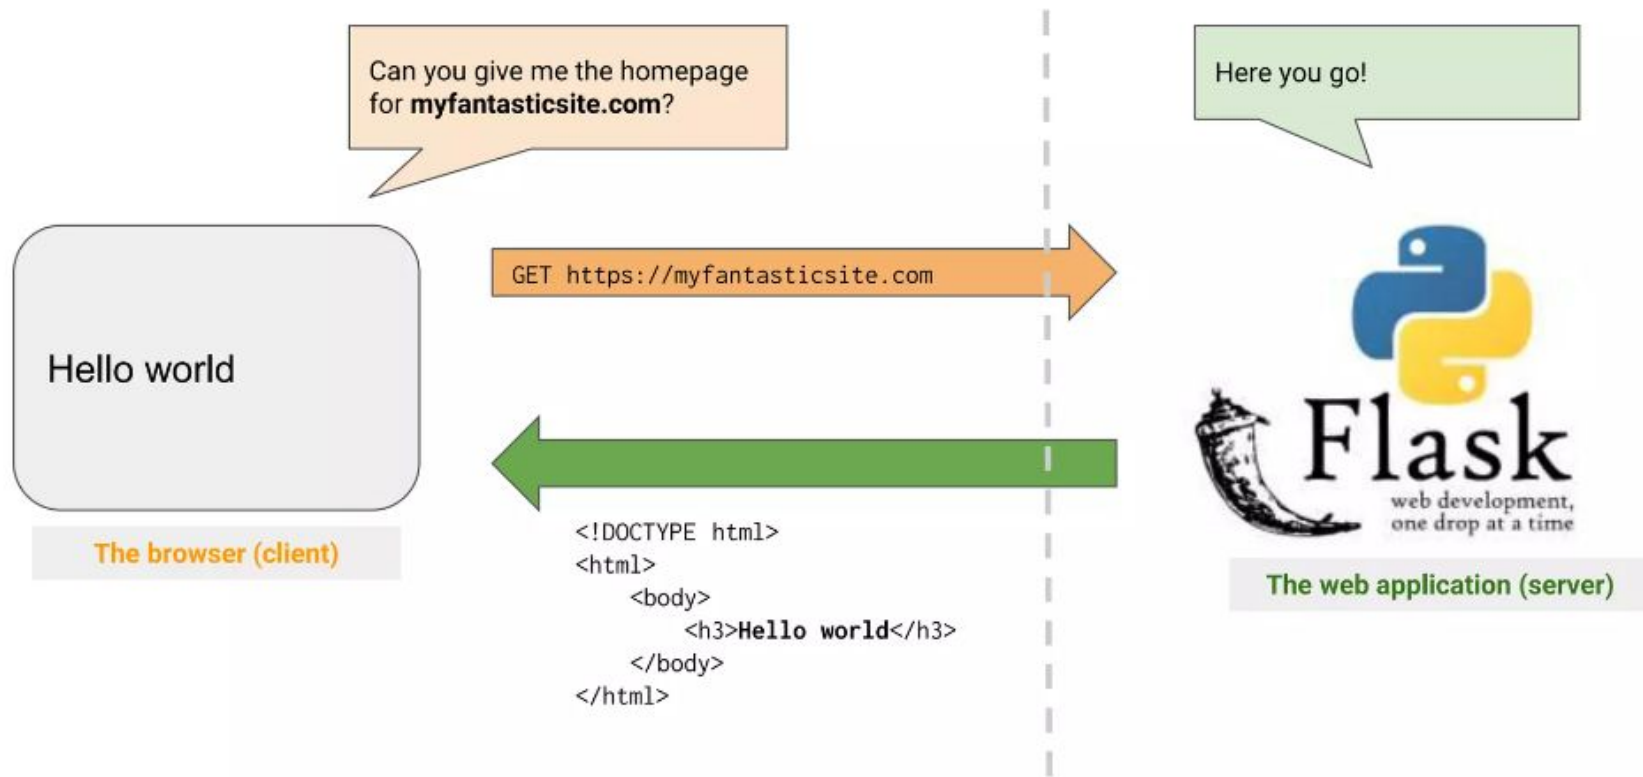 Can you give me the homepage
for myfantasticsite.com?
Here you go!
GET https://myfantasticsite.com
Hello world
Flask
web development,
one drop at a time
<!DOCTYPE html>
<html>
<body>
<h3>Hello world</h3>
</body>
</html>
The browser (client)
The web application (server)